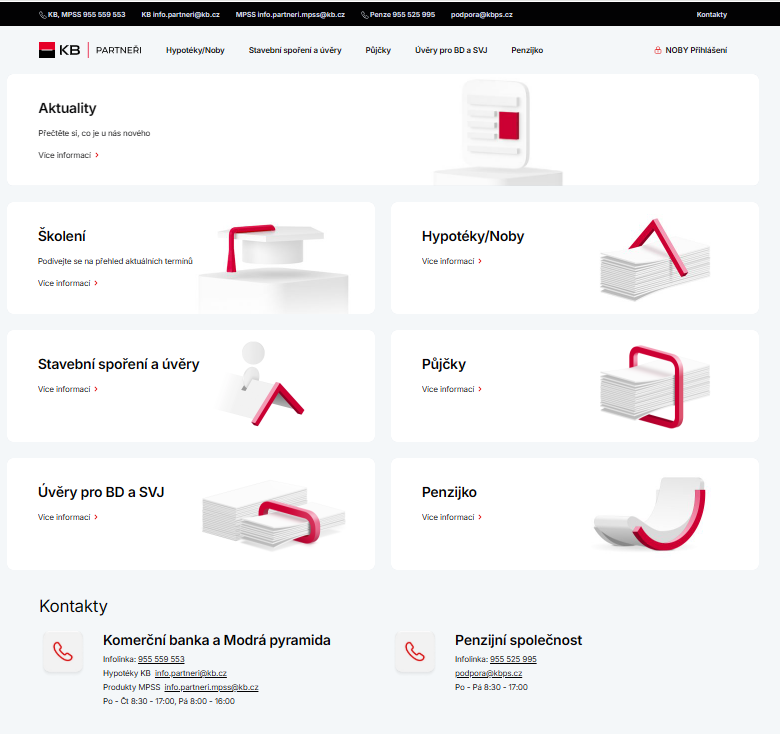 KB, MPSS 955 559 553 KB info.partneri@kb.cz MPSS info.partneri.mpss@kb.cz Penze 955 525 995 podpora@kbps.cz Kontakty
KB PARTNEŘI Hypotéky/Noby Stavební spoření a úvěry Půjčky Úvěry pro BD a SVJ Penzijko NOBY Přihlášení
Aktuality
Přečtěte si, co je u nás nového
Více informací
Školení
Podívejte se na přehled aktuálních termínů
Více informací
Hypotéky/Noby
Více informací
Stavební spoření a úvěry
Více informací
Půjčky
Více informací
Úvěry pro BD a SVJ
Více informací
Penzijko
Více informací
Kontakty
Komerční banka a Modrá pyramida
Infolinka: 955 559 553
Hypotéky KB info.partneri@kb.cz
Produkty MPSS info.partneri.mpss@kb.cz
Po - Čt 8:30 - 17:00, Pá 8:00 - 16:00
Penzijní společnost
Infolinka: 955 525 995
podpora@kbps.cz
Po - Pá 8:30 - 17:00